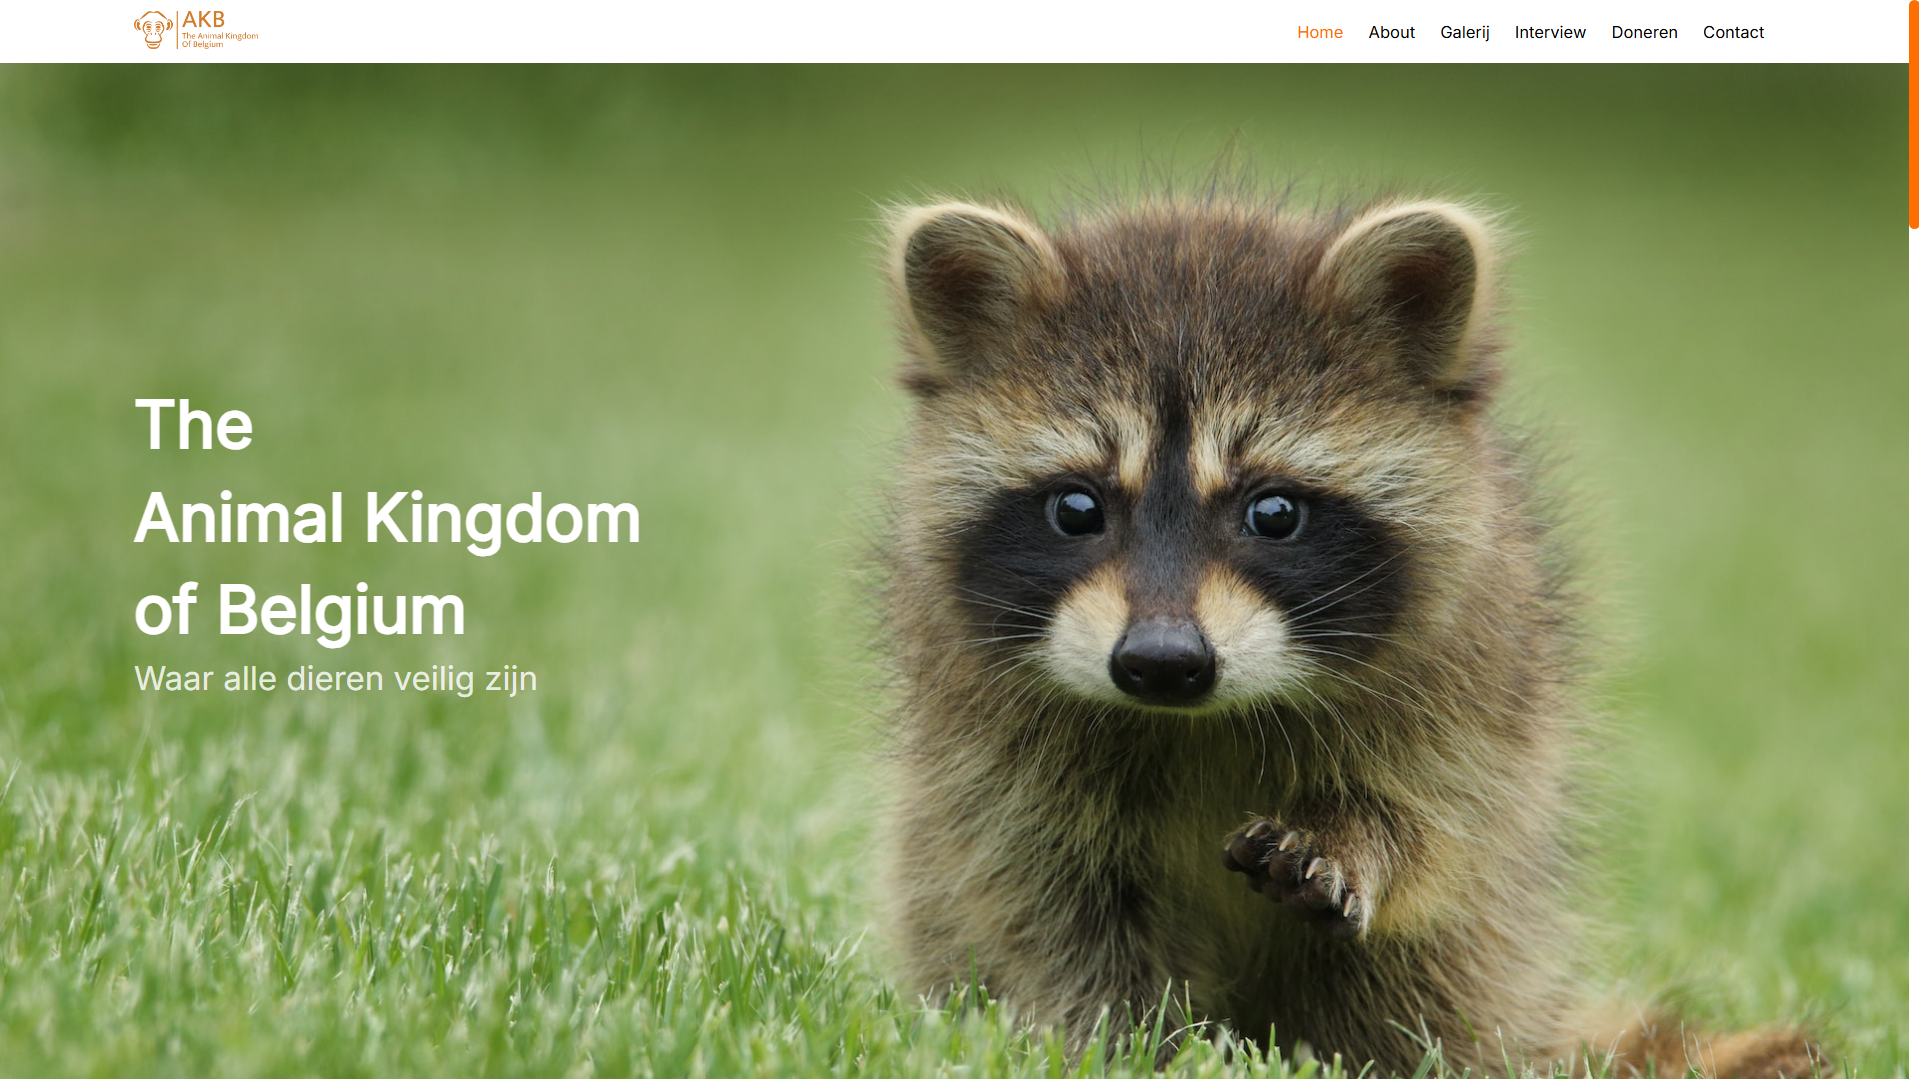 AKB
The Animal Kingdom
Of Belgium
Home
About
Galerij
Interview
Doneren
Contact
The
Animal Kingdom
of Belgium
Waar alle dieren veilig zijn